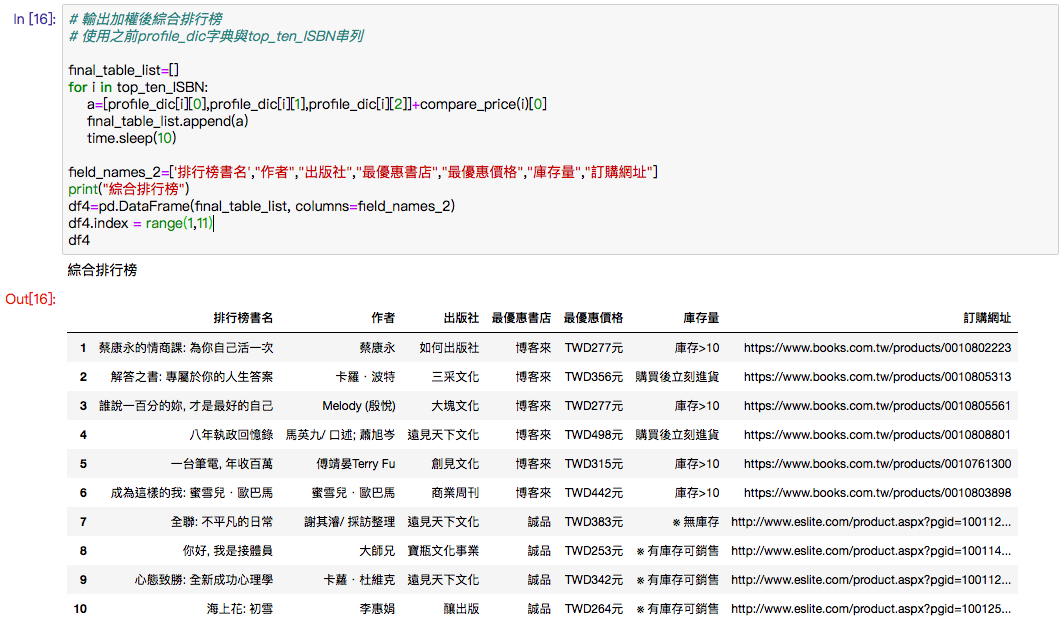 In [16]:
# 輸出加權後綜合排行榜
# 使用之前profile_dic字典與top_ten_ISBN串列
final_table_list=[]
for i in top_ten_ISBN:
a=[profile_dic[i][0],profile_dic[i][1],profile_dic[i][2]]+compare_price(i)[0]
final_table_list.append(a)
time.sleep(10)
field_names_2=['排行榜書名',"作者","出版社","最優惠書店","最優惠價格","庫存量","訂購網址"]
print("綜合排行榜")
df4=pd.DataFrame(final_table_list, columns=field_names_2)
df4.index = range(1,11)
df4
綜合排行榜
Out[16]:
排行榜書名 作者 出版社 最優惠書店 最優惠價格 庫存量 訂購網址
1 蔡康永的情商課: 為你自己活一次 蔡康永 如何出版社 博客來 TWD277元 庫存>10 https://www.books.com.tw/products/0010802223
2 解答之書: 專屬於你的人生答案 卡羅‧波特 三采文化 博客來 TWD356元 購買後立刻進貨 https://www.books.com.tw/products/0010805313
3 誰說一百分的妳, 才是最好的自己 Melody (殷悅) 大塊文化 博客來 TWD277元 庫存>10 https://www.books.com.tw/products/0010805561
4 八年執政回憶錄 馬英九/ 口述; 蕭旭岑 遠見天下文化 博客來 TWD498元 購買後立刻進貨 https://www.books.com.tw/products/0010808801
5 一台筆電, 年收百萬 傅靖晏Terry Fu 創見文化 博客來 TWD315元 庫存>10 https://www.books.com.tw/products/0010761300
6 成為這樣的我: 蜜雪兒‧歐巴馬 蜜雪兒‧歐巴馬 商業周刊 博客來 TWD442元 庫存>10 https://www.books.com.tw/products/0010803898
7 全聯: 不平凡的日常 謝其濬/ 採訪整理 遠見天下文化 誠品 TWD383元 ※ 無庫存 http://www.eslite.com/product.aspx?pgid=100112...
8 你好, 我是接體員 大師兄 寶瓶文化事業 誠品 TWD253元 ※ 有庫存可銷售 http://www.eslite.com/product.aspx?pgid=100114...
9 心態致勝: 全新成功心理學 卡蘿‧杜維克 遠見天下文化 誠品 TWD342元 ※ 有庫存可銷售 http://www.eslite.com/product.aspx?pgid=100112...
10 海上花: 初雪 李惠娟 釀出版 誠品 TWD264元 ※ 有庫存可銷售 http://www.eslite.com/product.aspx?pgid=100125...